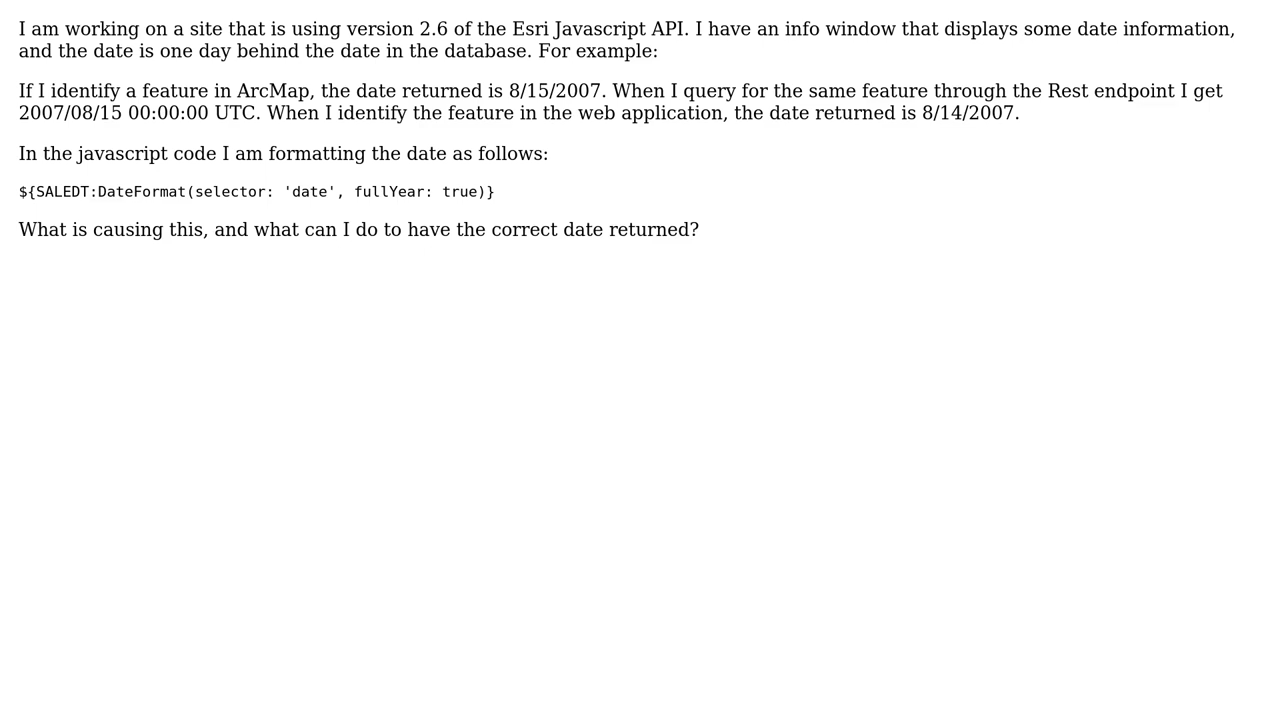 I am working on a site that is using version 2.6 of the Esri Javascript API. I have an info window that displays some date information,
and the date is one day behind the date in the database. For example:
If I identify a feature in ArcMap, the date returned is 8/15/2007. When I query for the same feature through the Rest endpoint I get
2007/08/15 00:00:00 UTC. When I identify the feature in the web application, the date returned is 8/14/2007.
In the javascript code I am formatting the date as follows:
${SALEDT:DateFormat(selector: 'date', fullYear: true)}
What is causing this, and what can I do to have the correct date returned?